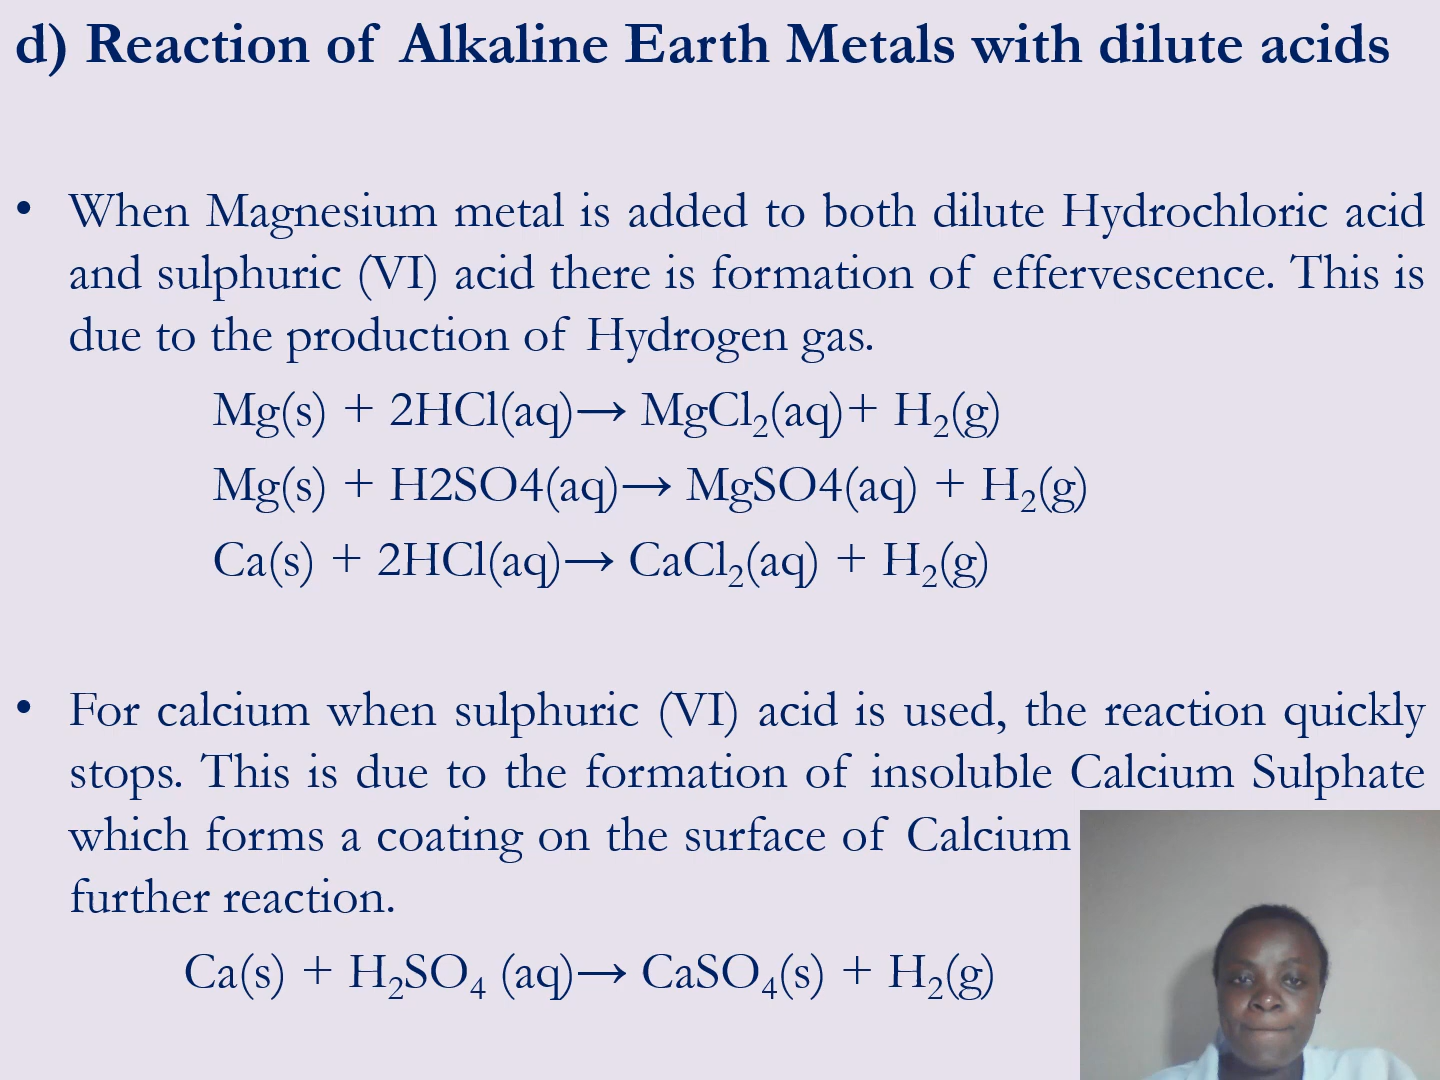 d) Reaction of Alkaline Earth Metals with dilute acids
• When Magnesium metal is added to both dilute Hydrochloric acid
and sulphuric (VI) acid there is formation of effervescence. This is
due to the production of Hydrogen gas.
Mg(s) + 2HCl(aq)→ MgCl₂(aq)+ H₂(g)
Mg(s) + H2SO4(aq)→ MgSO4(aq) + H₂(g)
Ca(s) + 2HCl(aq)→ CaCl₂(aq) + H₂(g)
• For calcium when sulphuric (VI) acid is used, the reaction quickly
stops. This is due to the formation of insoluble Calcium Sulphate
which forms a coating on the surface of Calcium
further reaction.
Ca(s) + H₂SO₄ (aq)→ CaSO₄(s) + H₂(g)